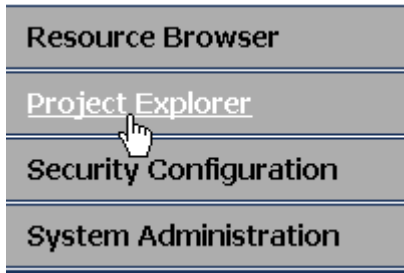 Resource Browser
Project Explorer
Security Configuration
System Administration